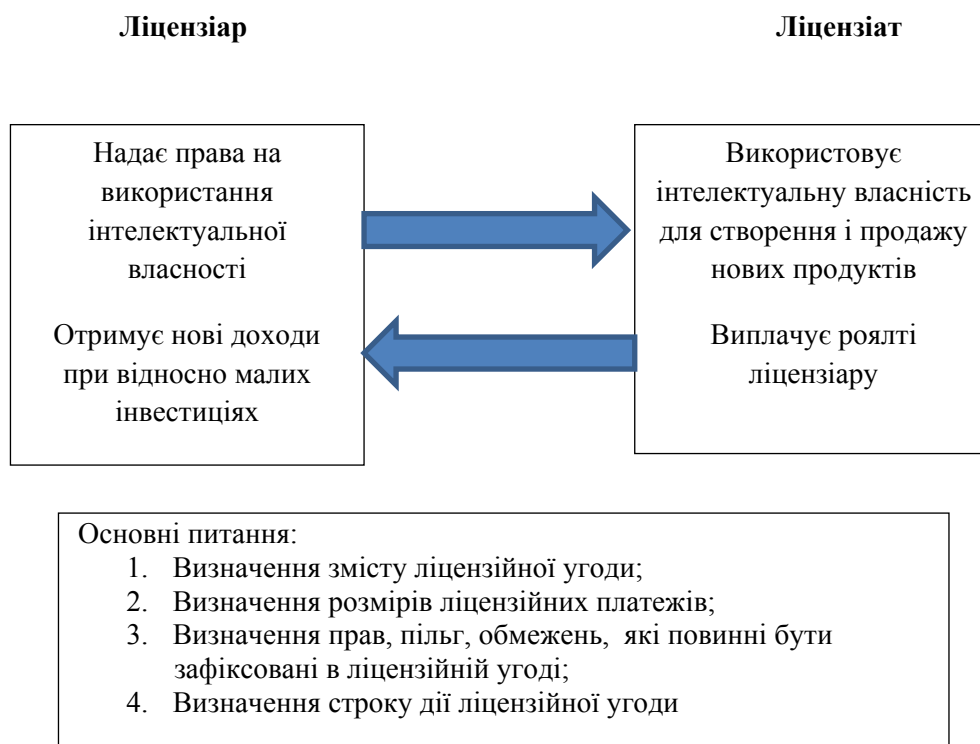 Ліцензіар
Ліцензіат
Надає права на
використання
інтелектуальної
власності
Отримує нові доходи
при відносно малих
інвестиціях
Використовує
інтелектуальну власність
для створення і продажу
нових продуктів
Виплачує роялті
ліцензіару
Основні питання:
1. Визначення змісту ліцензійної угоди;
2. Визначення розмірів ліцензійних платежів;
3. Визначення прав, пільг, обмежень, які повинні бути
зафіксовані в ліцензійній угоді;
4. Визначення строку дії ліцензійної угоди